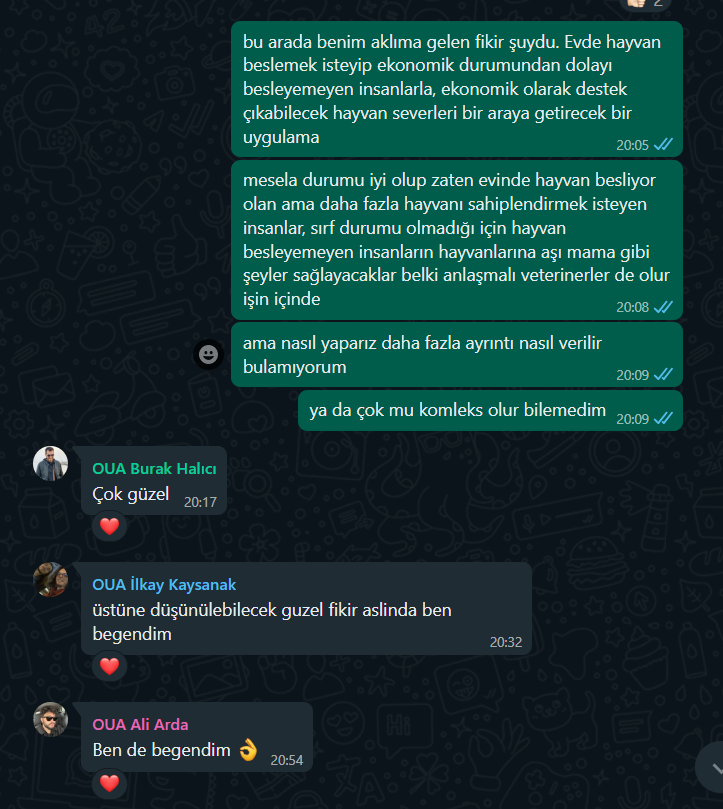 2
bu arada benim aklıma gelen fikir şuydu. Evde hayvan
beslemek isteyip ekonomik durumundan dolayı
besleyemeyen insanlarla, ekonomik olarak destek
çıkabilecek hayvan severleri bir araya getirecek bir
uygulama
20:05
mesela durumu iyi olup zaten evinde hayvan besliyor
olan ama daha fazla hayvanı sahiplendirmek isteyen
insanlar, sırf durumu olmadığı için hayvan
besleyemeyen insanların hayvanlarına aşı mama gibi
şeyler sağlayacaklar belki anlaşmalı veterinerler de olur
işin içinde
20:08
ama nasıl yaparız daha fazla ayrıntı nasıl verilir
bulamıyorum
20:09
ya da çok mu komleks olur bilemedim 20:09
OUA Burak Halıcı
Çok güzel 20:17
OUA İlkay Kaysanak
üstüne düşünülebilecek guzel fikir aslinda ben
begendim
20:32
OUA Ali Arda
Ben de begendim 👌 20:54